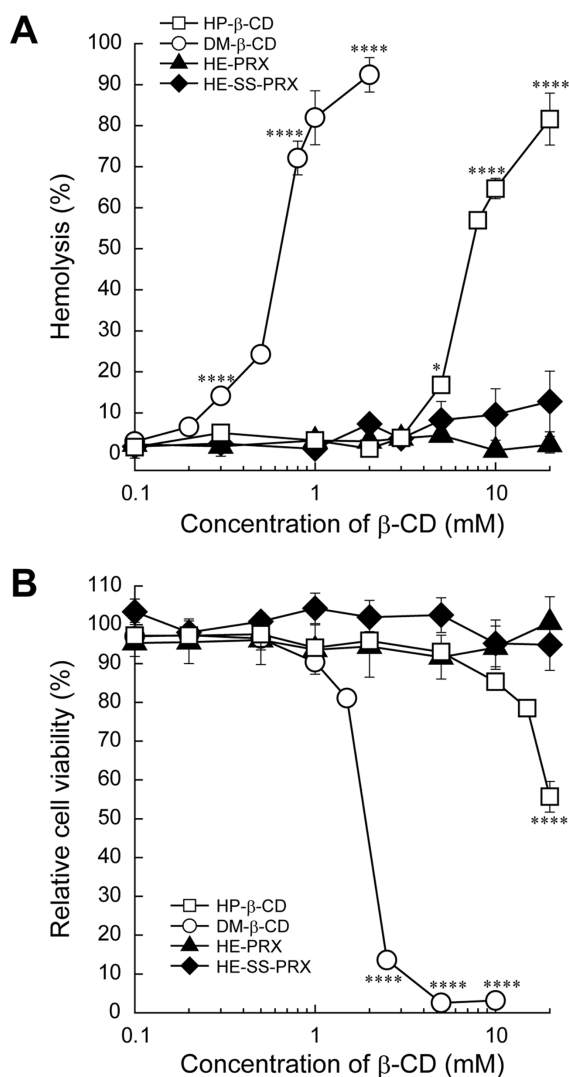 A
HP-β-CD
DM-β-CD
HE-PRX
HE-SS-PRX
100
90
80
70
60
50
40
30
20
10
0
Hemolysis (%)
****
****
****
*
****
****
0.1
1
10
Concentration of β-CD (mM)
B
110
100
90
80
70
60
50
40
30
20
10
0
Relative cell viability (%)
****
HP-β-CD
DM-β-CD
HE-PRX
HE-SS-PRX
****
****
****
0.1
1
10
Concentration of β-CD (mM)